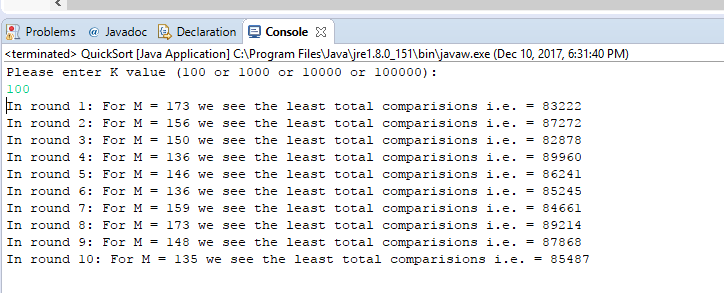 Problems @ Javadoc Declaration Console
<terminated> QuickSort [Java Application] C:\Program Files\Java\jre1.8.0_151\bin\javaw.exe (Dec 10, 2017, 6:31:40 PM)
Please enter K value (100 or 1000 or 10000 or 100000):
100
In round 1: For M = 173 we see the least total comparisions i.e. = 83222
In round 2: For M = 156 we see the least total comparisions i.e. = 87272
In round 3: For M = 150 we see the least total comparisions i.e. = 82878
In round 4: For M = 136 we see the least total comparisions i.e. = 89960
In round 5: For M = 146 we see the least total comparisions i.e. = 86241
In round 6: For M = 136 we see the least total comparisions i.e. = 85245
In round 7: For M = 159 we see the least total comparisions i.e. = 84661
In round 8: For M = 173 we see the least total comparisions i.e. = 89214
In round 9: For M = 148 we see the least total comparisions i.e. = 87868
In round 10: For M = 135 we see the least total comparisions i.e. = 85487